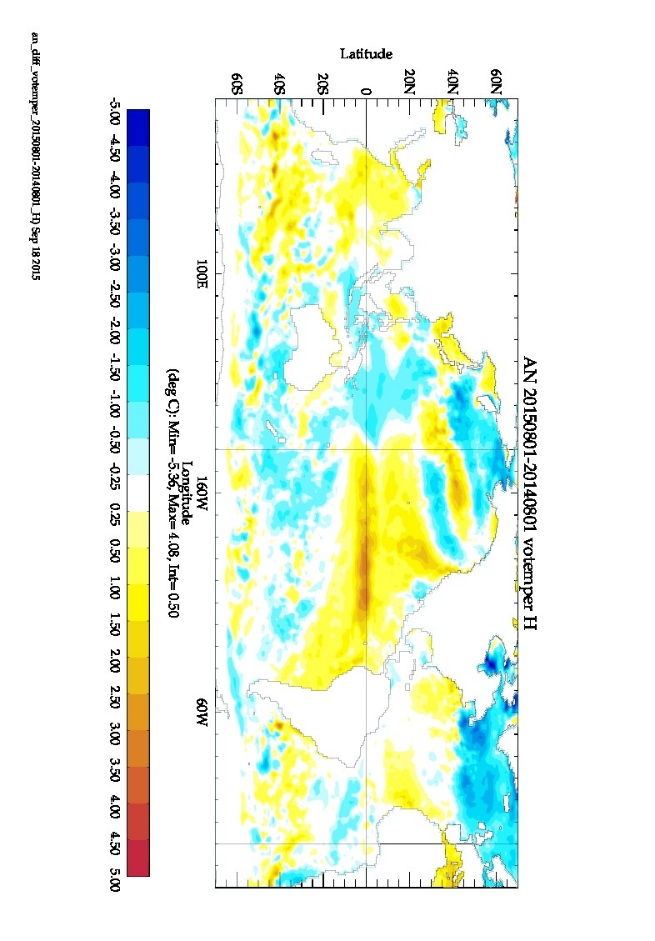 AN 20150801-20140801 votemper H
Latitude
60N
40N
20N
0
20S
40S
60S
100E
160W
60W
Longitude
(deg C): Min= -5.36, Max= 4.08, Int= 0.50
-5.00 -4.50 -4.00 -3.50 -3.00 -2.50 -2.00 -1.50 -1.00 -0.50 -0.25 0.25 0.50 1.00 1.50 2.00 2.50 3.00 3.50 4.00 4.50 5.00
an_diff_votemper_20150801-20140801_H) Sep 18 2015